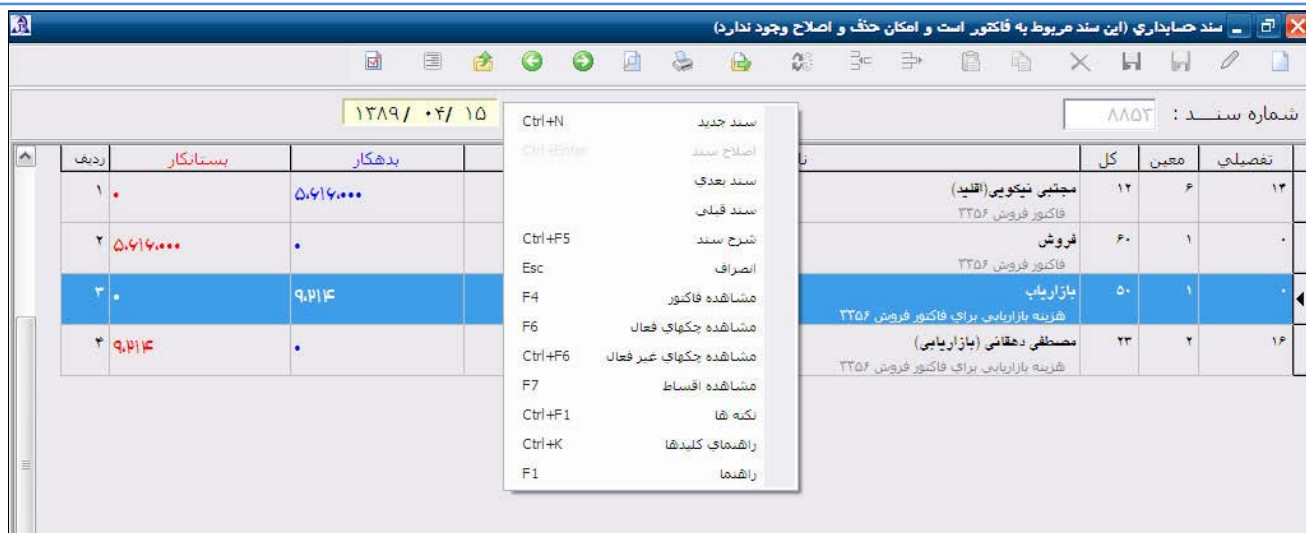 سند حسابداري (اين سند مربوط به فاكتور است و امكان حذف و اصلاح وجود ندارد)
شماره سنـــد : ۸۸۵۳
۱۳۸۹/ ۰۴/ ۱۵
تفصيلي معين كل نا بدهكار بستانكار رديف
۱۳ ۶ ۱۲ مجتبي نيكويي(اقليد) ۵،۶۱۶،۰۰۰ ۰ ۱
فاكتور فروش ۳۳۵۶
۰ ۱ ۶۰ فروش ۰ ۵،۶۱۶،۰۰۰ ۲
فاكتور فروش ۳۳۵۶
۰ ۱ ۵۰ بازارياب ۹،۲۱۴ ۰ ۳
هزينه بازاريابي براي فاكتور فروش ۳۳۵۶
۱۶ ۲ ۲۳ مصطفي دهقاني (بازاريابي) ۰ ۹،۲۱۴ ۴
هزينه بازاريابي براي فاكتور فروش ۳۳۵۶
سند جديد Ctrl+N
اصلاح سند Ctrl+Enter
سند بعدي
سند قبلي
شرح سند Ctrl+F5
انصراف Esc
مشاهده فاكتور F4
مشاهده چكهاي فعال F6
مشاهده چكهاي غير فعال Ctrl+F6
مشاهده اقساط F7
نكته ها Ctrl+F1
راهنماي كليدها Ctrl+K
راهنما F1